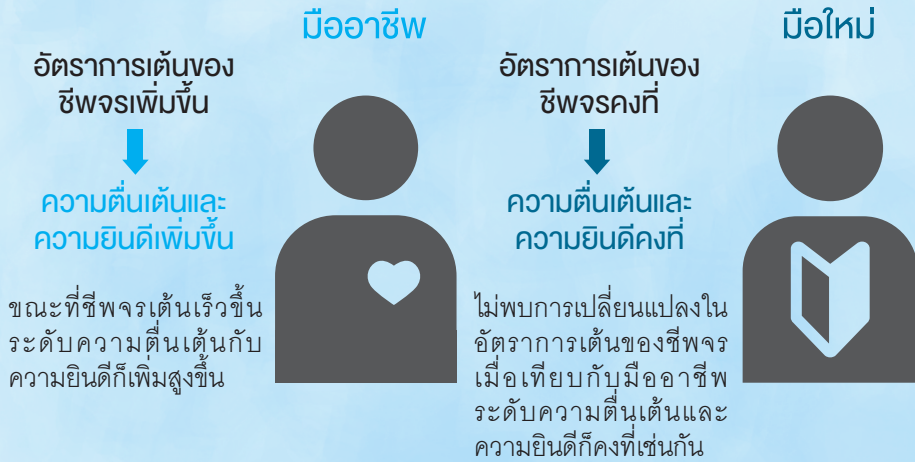 มืออาชีพ
อัตราการเต้นของ
ชีพจรเพิ่มขึ้น
ความตื่นเต้นและ
ความยินดีเพิ่มขึ้น
ขณะที่ชีพจรเต้นเร็วขึ้น
ระดับความตื่นเต้นกับ
ความยินดีก็เพิ่มสูงขึ้น
มือใหม่
อัตราการเต้นของ
ชีพจรคงที่
ความตื่นเต้นและ
ความยินดีคงที่
ไม่พบการเปลี่ยนแปลงใน
อัตราการเต้นของชีพจร
เมื่อเทียบกับมืออาชีพ
ระดับความตื่นเต้นและ
ความยินดีก็คงที่เช่นกัน